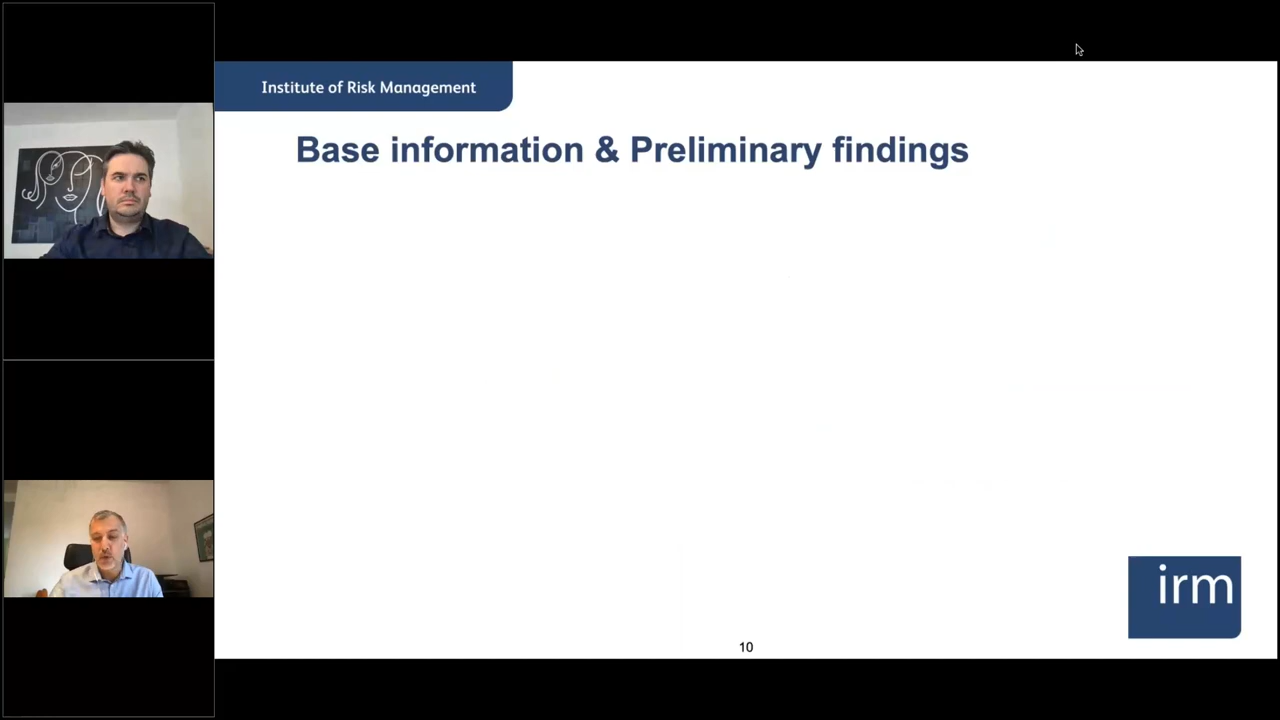 Institute of Risk Management
Base information & Preliminary findings
irm
10